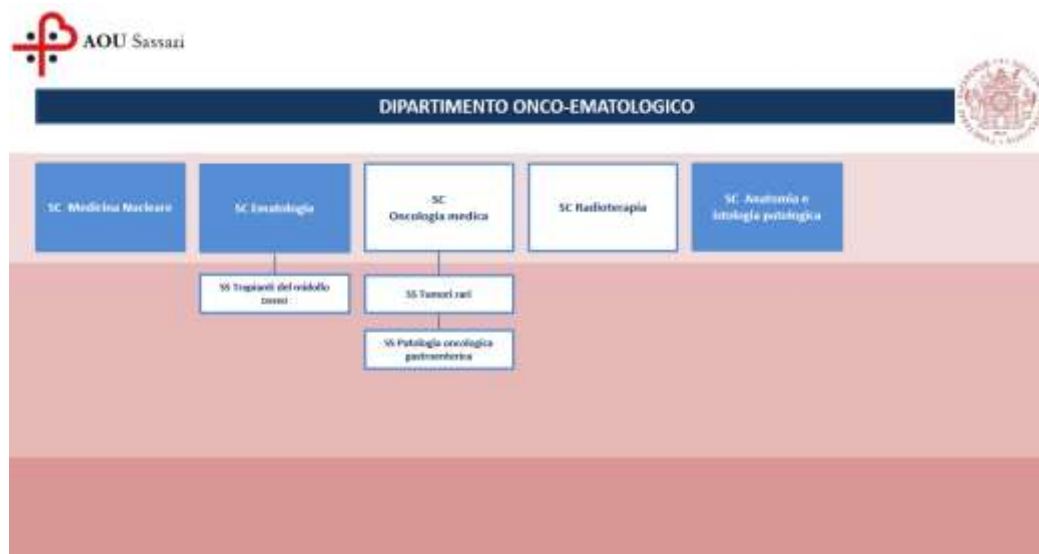 AOU Sassari
DIPARTIMENTO ONCO-EMATOLOGICO
SC Medicina Nucleare
SC Ematologia
SC
Oncologia medica
SC Radioterapia
SC Anatomia e
istologia patologica
SS Trapianti del midollo
osseo
SS Tumori rari
SS Patologia oncologica
gastroenterica